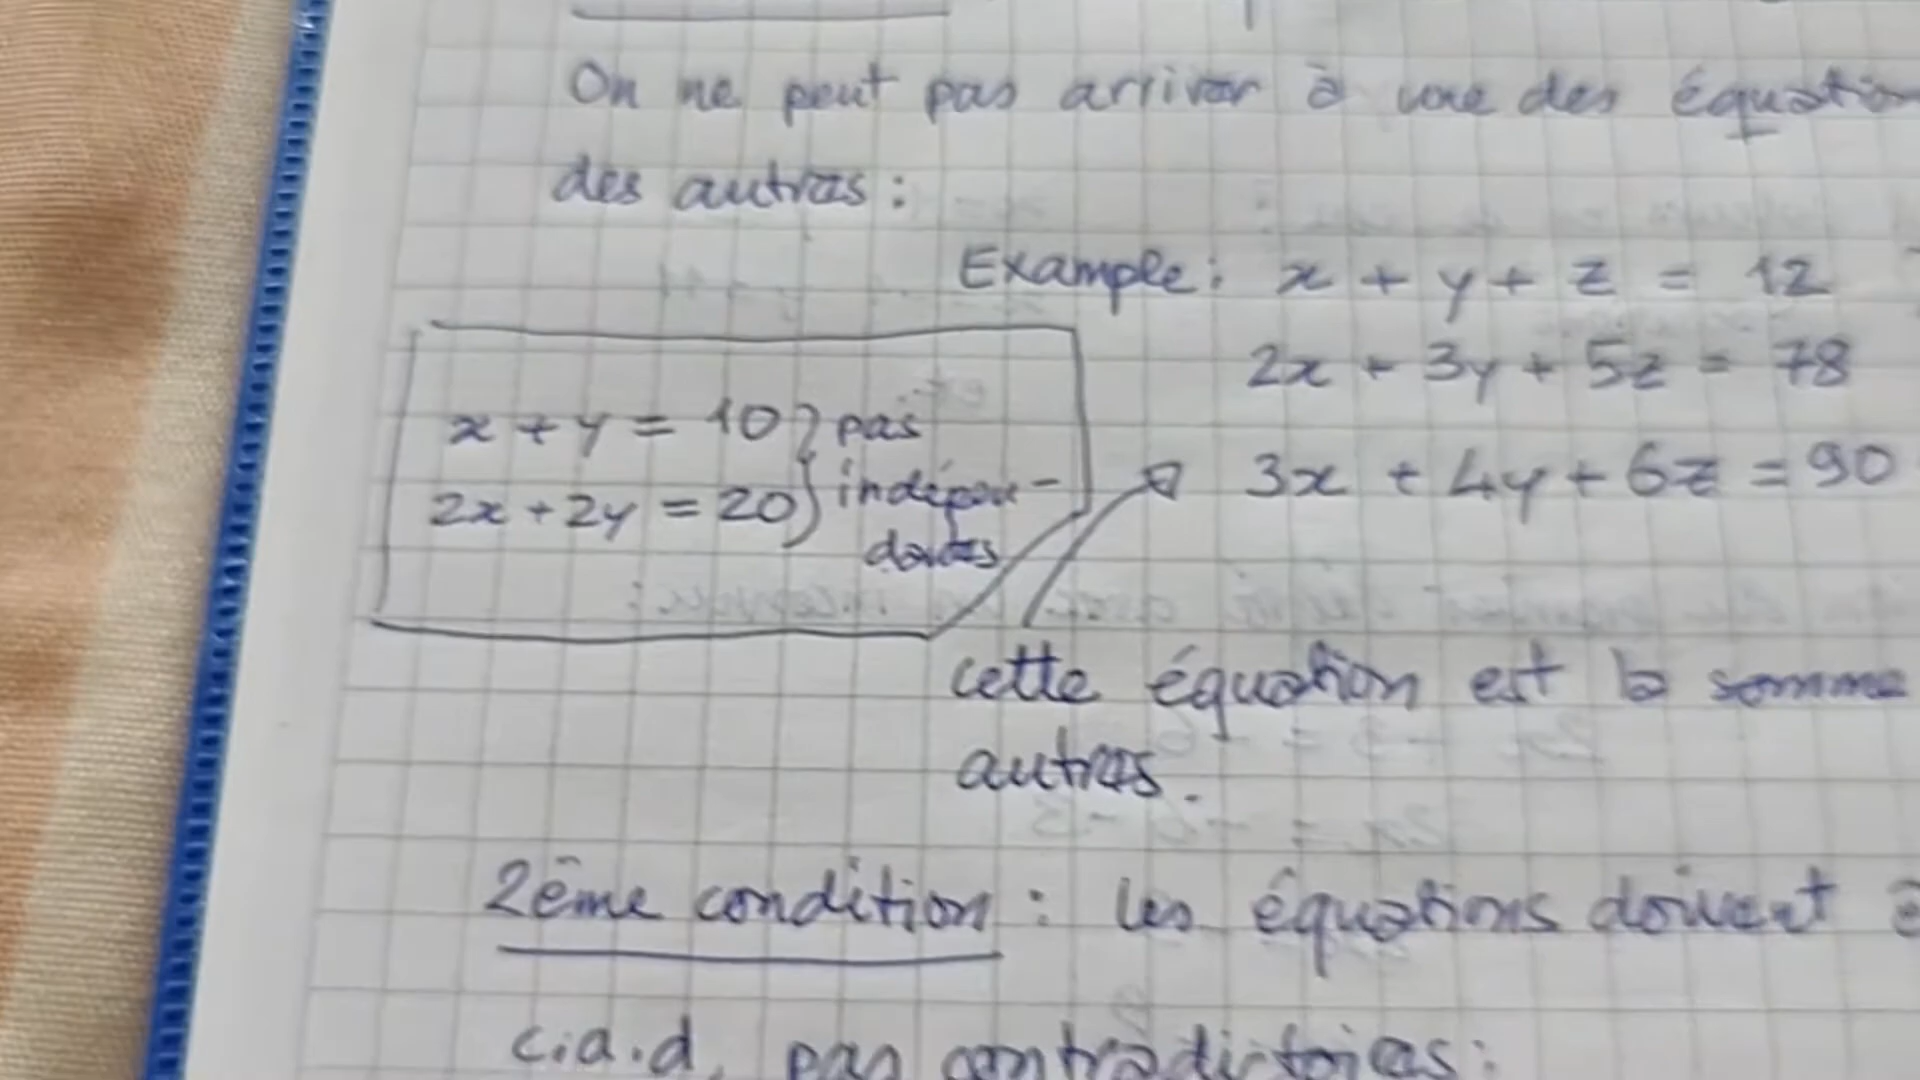 On ne peut pas arriver à une des équation
des autres :
Example : x + y + z = 12
2x + 3y + 5z = 78
x + y = 10 } pas
3x + 4y + 6z = 90
2x + 2y = 20 } indépen-
dantes
cette équation est la somme
autres.
2ème condition : les équations doivent
c.a.d. pas contradictoires :